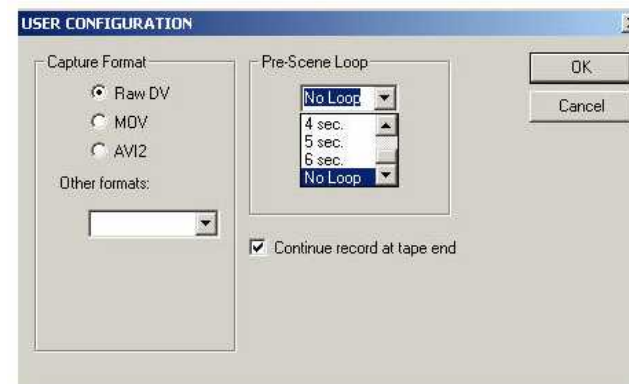 USER CONFIGURATION
Capture Format
Raw DV
MOV
AVI2
Other formats:
Pre-Scene Loop
No Loop
4 sec.
5 sec.
6 sec.
No Loop
Continue record at tape end
OK
Cancel